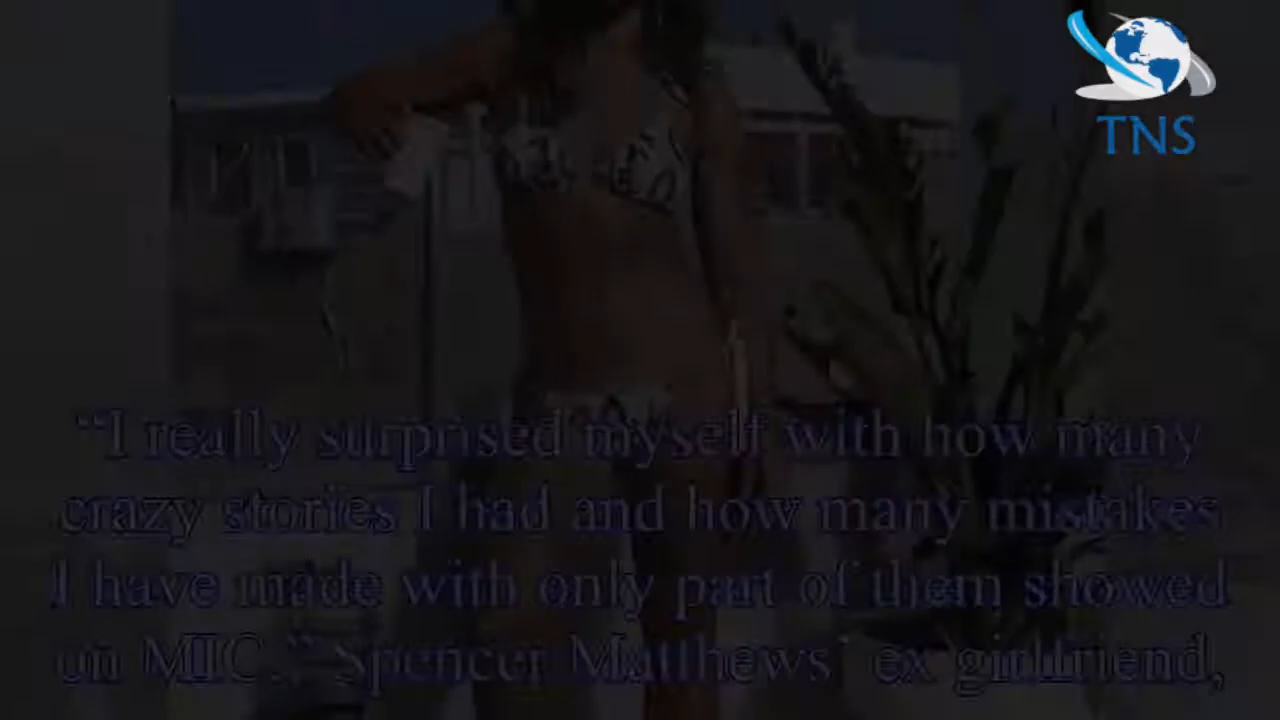 TNS
“I really surprised myself with how many
crazy stories I had and how many mistakes
I have made with only part of them showed
on MIC.” Spencer Matthews’ ex girlfriend,